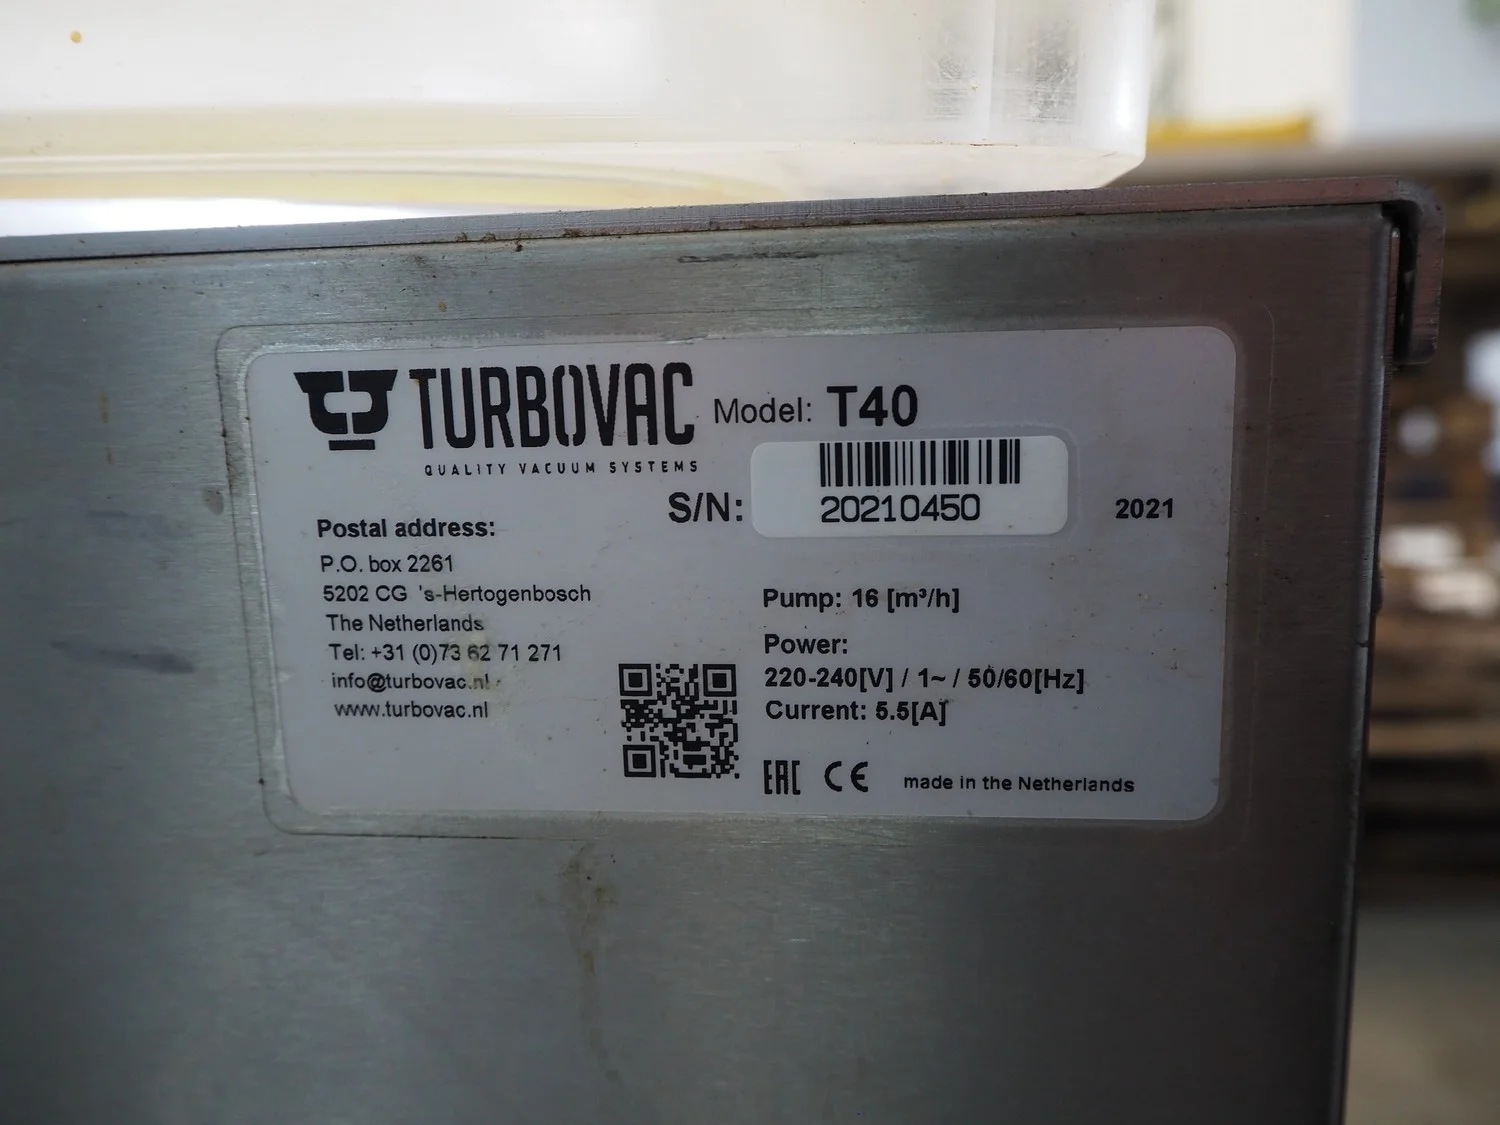 TURBOVAC
QUALITY VACUUM SYSTEMS
Model: T40
S/N: 20210450
2021
Postal address:
P.O. box 2261
5202 CG 's-Hertogenbosch
The Netherlands
Tel: +31 (0)73 62 71 271
info@turbovac.nl
www.turbovac.nl
Pump: 16 [m³/h]
Power:
220-240[V] / 1~ / 50/60[Hz]
Current: 5.5[A]
EAC CE made in the Netherlands